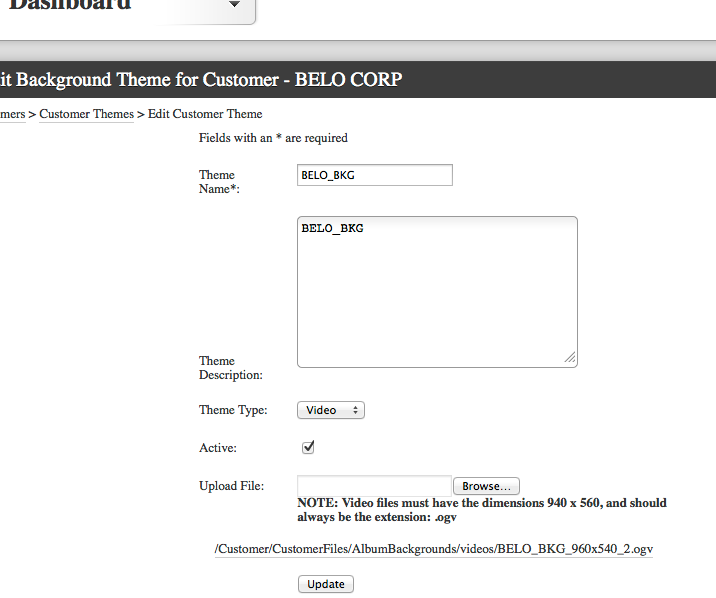 Dashboard
it Background Theme for Customer - BELO CORP
mers > Customer Themes > Edit Customer Theme
Fields with an * are required
Theme
Name*:
BELO_BKG
BELO_BKG
Theme
Description:
Theme Type:
Video
Active:
Upload File:
Browse...
NOTE: Video files must have the dimensions 940 x 560, and should
always be the extension: .ogv
/Customer/CustomerFiles/AlbumBackgrounds/videos/BELO_BKG_960x540_2.ogv
Update